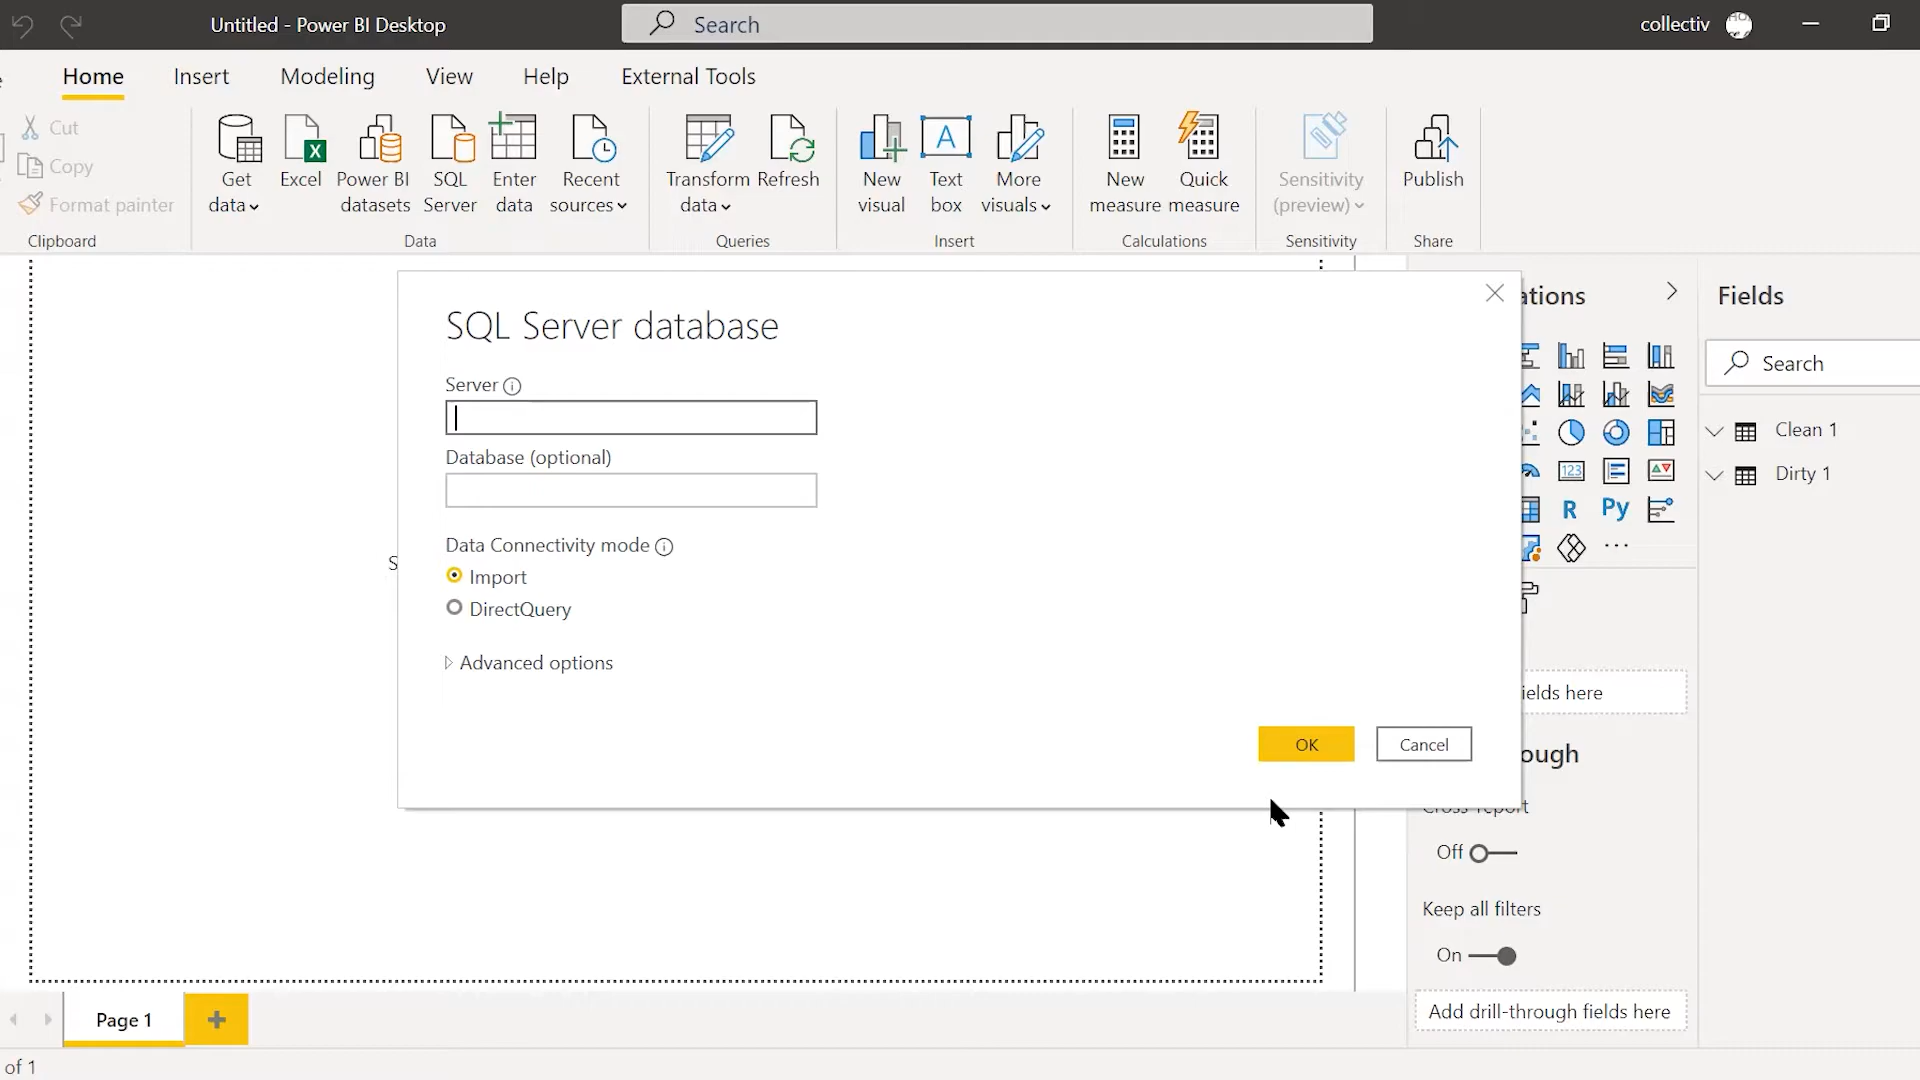 Untitled - Power BI Desktop
Search
collectiv
Home
Insert
Modeling
View
Help
External Tools
Cut
Copy
Format painter
Clipboard
Get data
Excel
Power BI datasets
SQL Server
Enter data
Recent sources
Data
Transform data
Refresh
Queries
New visual
Text box
More visuals
Insert
New measure
Quick measure
Calculations
Sensitivity (preview)
Sensitivity
Publish
Share
SQL Server database
Server
Database (optional)
Data Connectivity mode
Import
DirectQuery
Advanced options
OK
Cancel
S
ations
123
R
Py
ields here
ough
Cross-report
Off
Keep all filters
On
Add drill-through fields here
Fields
Search
Clean 1
Dirty 1
Page 1
of 1